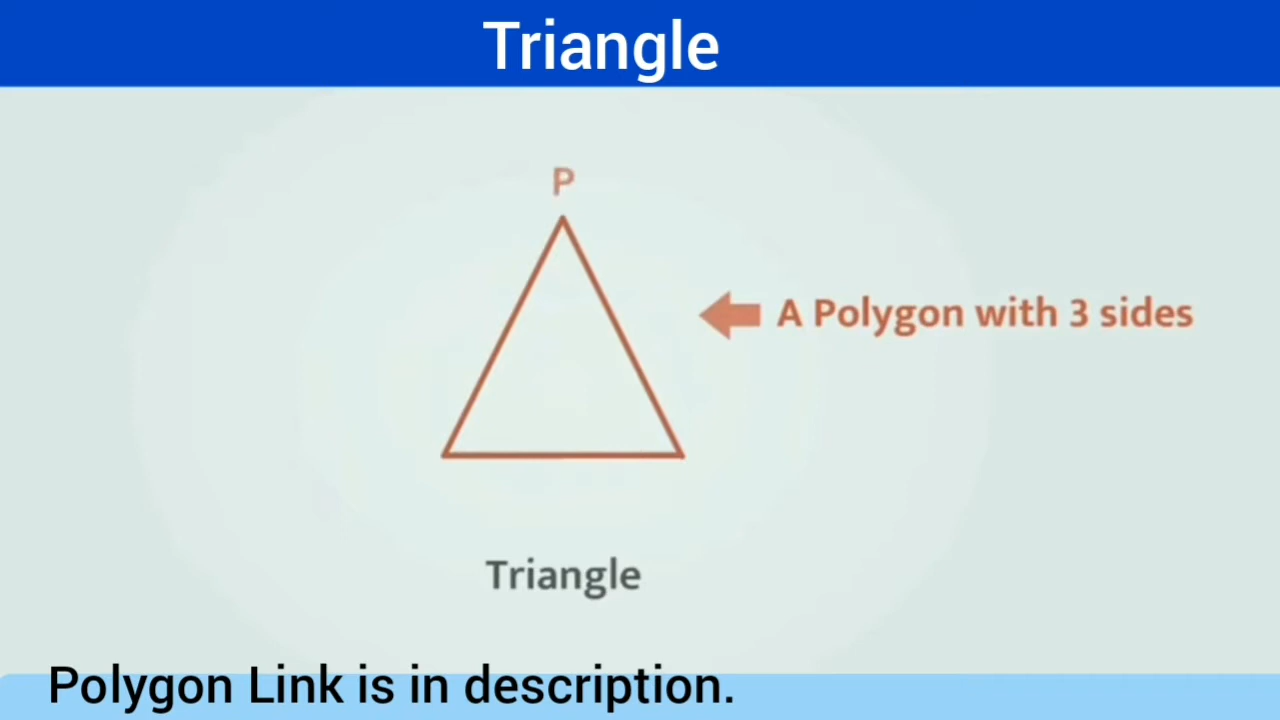 Triangle
P
A Polygon with 3 sides
Triangle
Polygon Link is in description.